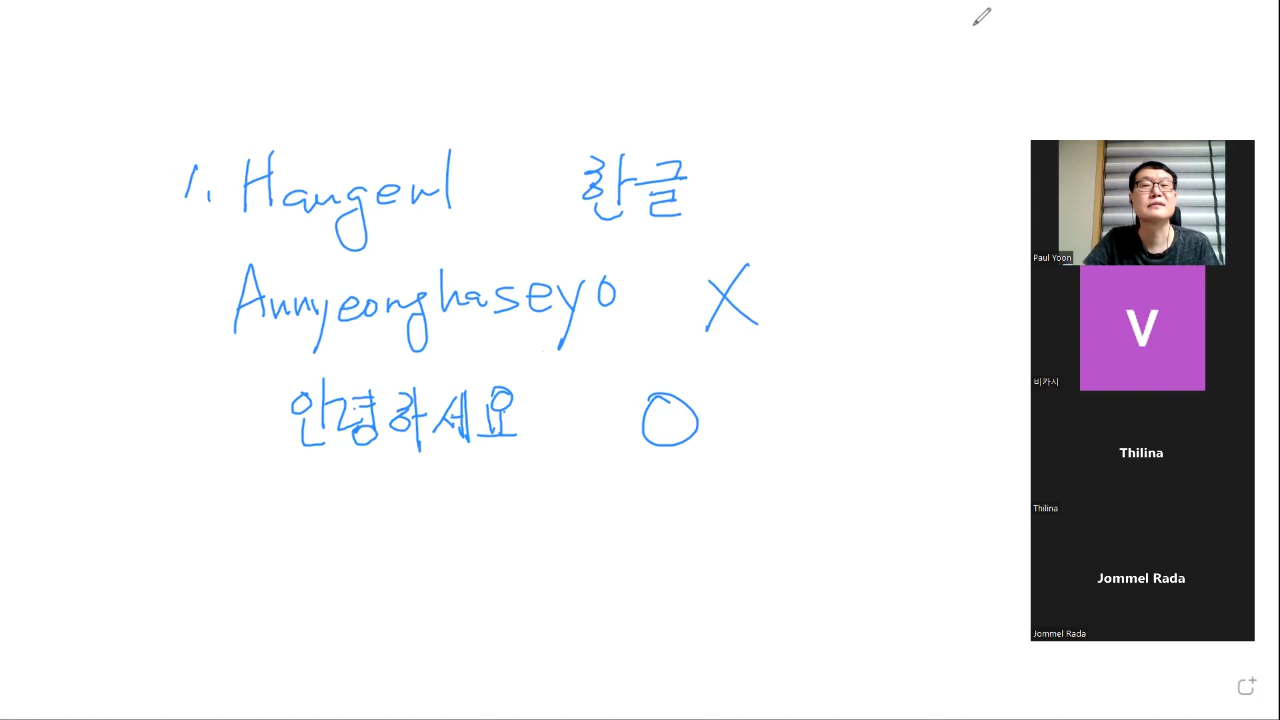 1. Hangeul 한글
Annyeonghaseyo X
안녕하세요 O
Paul Yoon
V
비카시
Thilina
Thilina
Jommel Rada
Jommel Rada